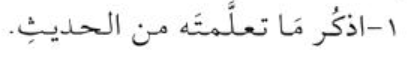 ١-اذكُر مَا تعلَّمتَه من الحديثِ.